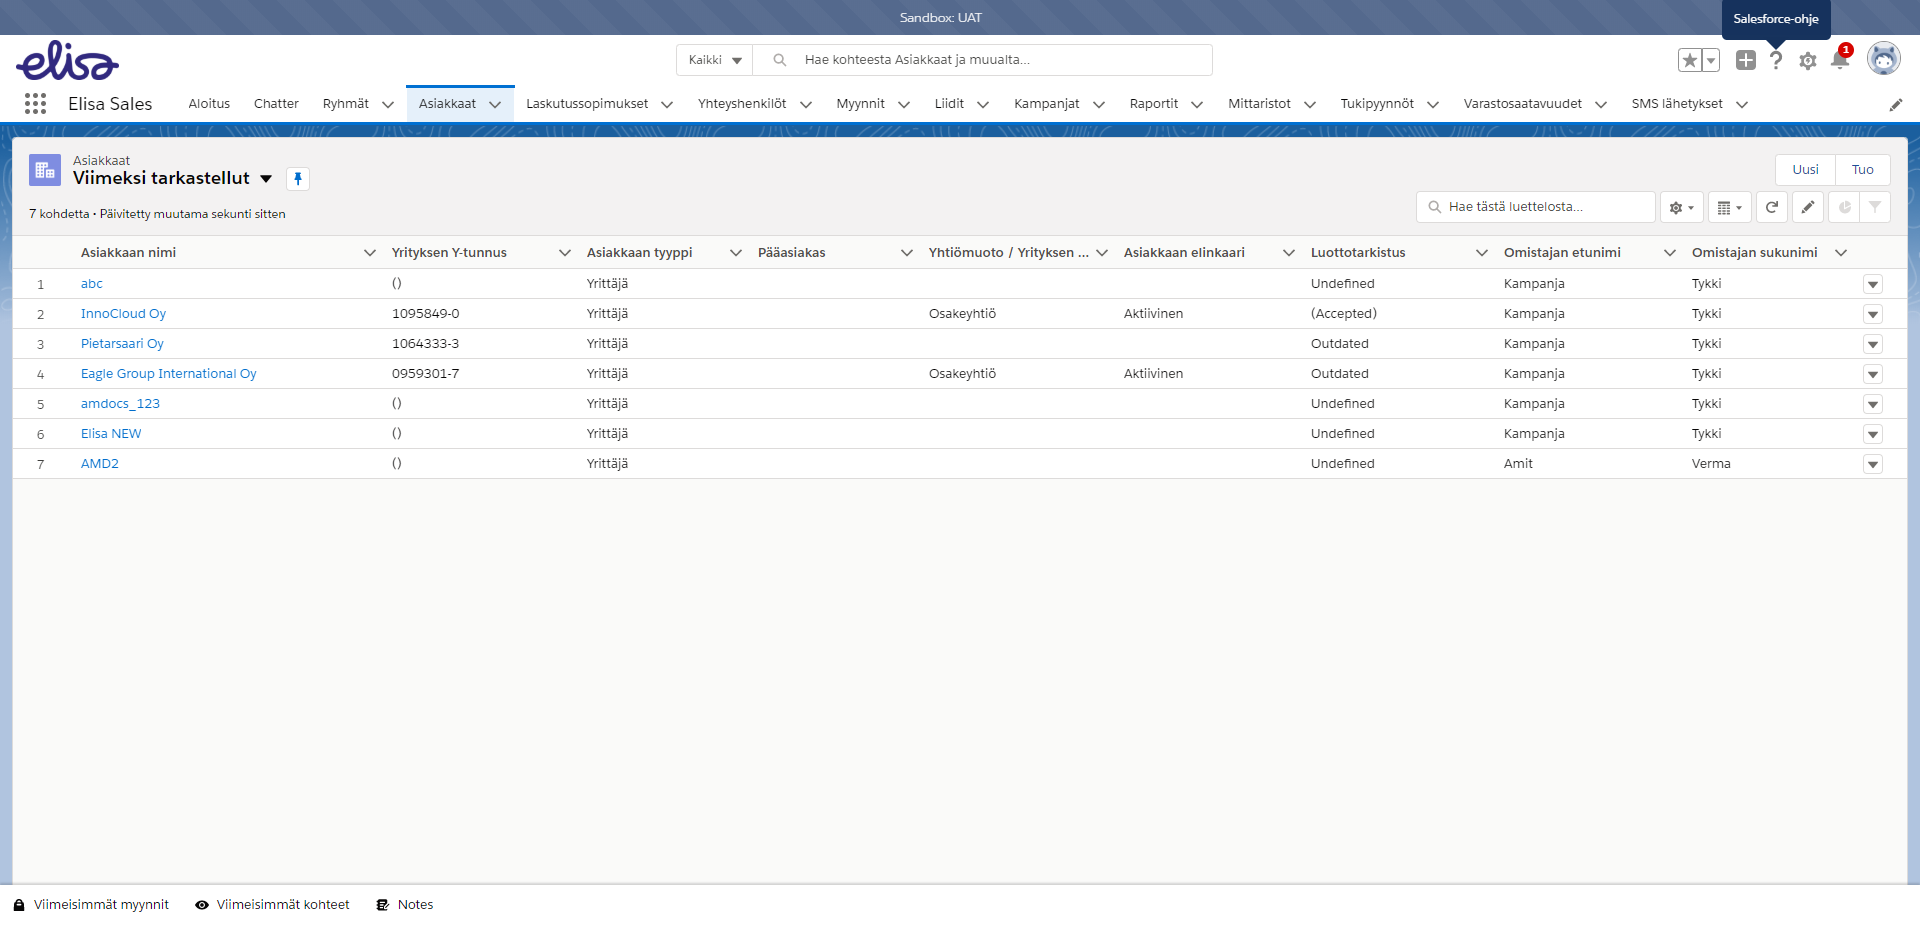 Sandbox: UAT
Salesforce-ohje
elisa
Kaikki
Hae kohteesta Asiakkaat ja muualta...
1
Elisa Sales
Aloitus
Chatter
Ryhmät
Asiakkaat
Laskutussopimukset
Yhteyshenkilöt
Myynnit
Liidit
Kampanjat
Raportit
Mittaristot
Tukipyynnöt
Varastosaatavuudet
SMS lähetykset
Asiakkaat
Viimeksi tarkastellut
Uusi
Tuo
7 kohdetta • Päivitetty muutama sekunti sitten
Hae tästä luettelosta...
Asiakkaan nimi Yrityksen Y-tunnus Asiakkaan tyyppi Pääasiakas Yhtiömuoto / Yrityksen ... Asiakkaan elinkaari Luottotarkistus Omistajan etunimi Omistajan sukunimi
1 abc () Yrittäjä Undefined Kampanja Tykki
2 InnoCloud Oy 1095849-0 Yrittäjä Osakeyhtiö Aktiivinen (Accepted) Kampanja Tykki
3 Pietarsaari Oy 1064333-3 Yrittäjä Outdated Kampanja Tykki
4 Eagle Group International Oy 0959301-7 Yrittäjä Osakeyhtiö Aktiivinen Outdated Kampanja Tykki
5 amdocs_123 () Yrittäjä Undefined Kampanja Tykki
6 Elisa NEW () Yrittäjä Undefined Kampanja Tykki
7 AMD2 () Yrittäjä Undefined Amit Verma
Viimeisimmät myynnit
Viimeisimmät kohteet
Notes